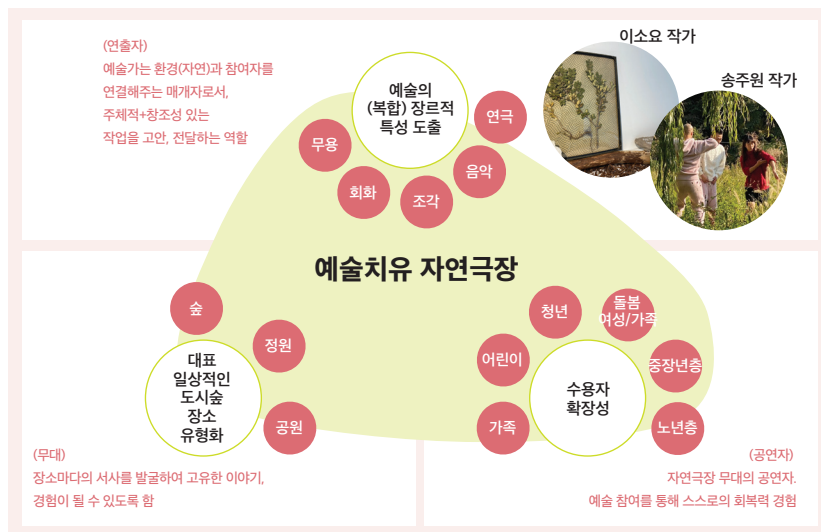 (연출자)
예술가는 환경(자연)과 참여자를
연결해주는 매개자로서,
주체적+창조성 있는
작업을 고안, 전달하는 역할
예술의
(복합) 장르적
특성 도출
무용
회화
조각
음악
연극
이소요 작가
송주원 작가
예술치유 자연극장
숲
정원
공원
대표
일상적인
도시숲
장소
유형화
(무대)
장소마다의 서사를 발굴하여 고유한 이야기,
경험이 될 수 있도록 함
청년
돌봄
여성/가족
어린이
중장년층
가족
노년층
수용자
확장성
(공연자)
자연극장 무대의 공연자.
예술 참여를 통해 스스로의 회복력 경험